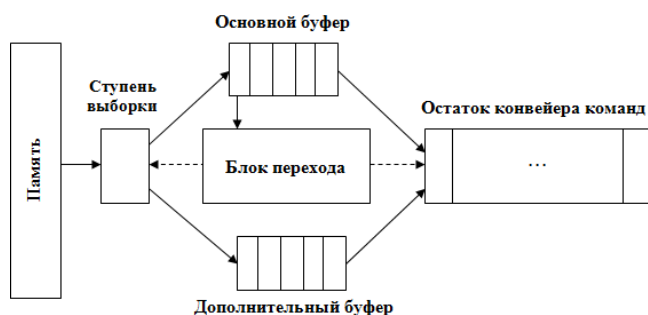 Основной буфер
Ступень
выборки
Остаток конвейера команд
Память
Блок перехода
...
Дополнительный буфер